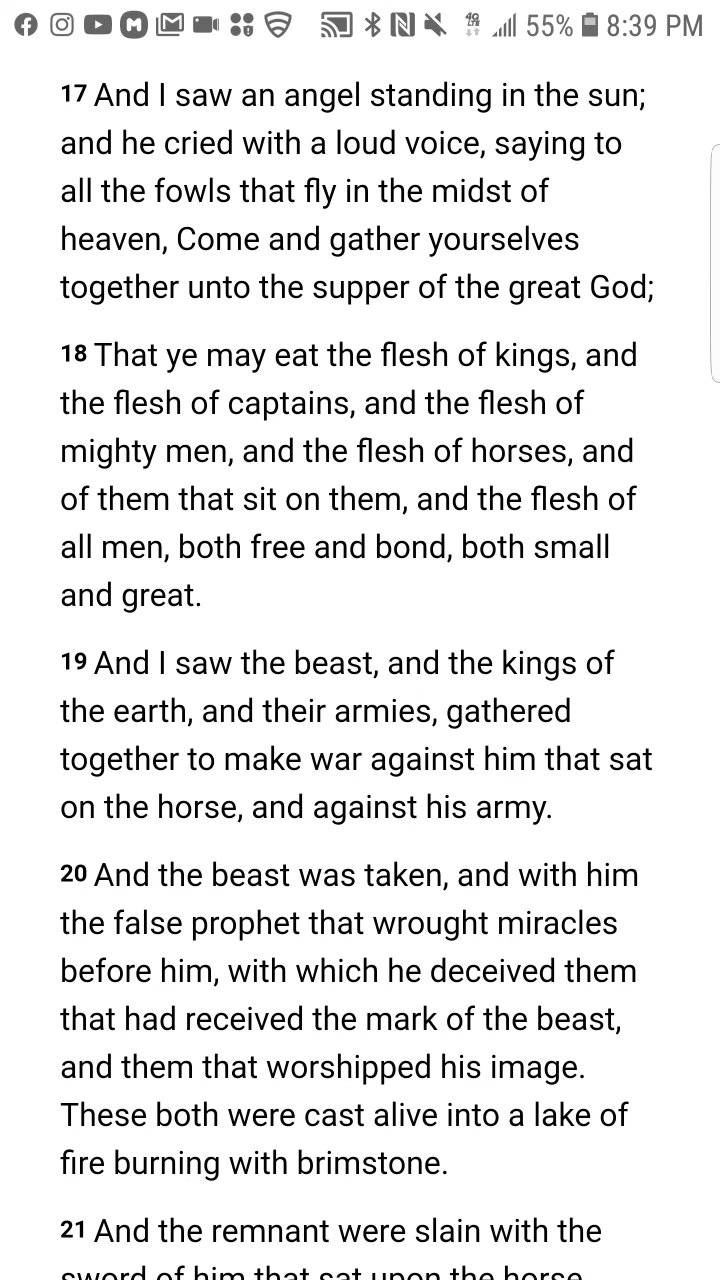 55% 8:39 PM
17 And I saw an angel standing in the sun;
and he cried with a loud voice, saying to
all the fowls that fly in the midst of
heaven, Come and gather yourselves
together unto the supper of the great God;
18 That ye may eat the flesh of kings, and
the flesh of captains, and the flesh of
mighty men, and the flesh of horses, and
of them that sit on them, and the flesh of
all men, both free and bond, both small
and great.
19 And I saw the beast, and the kings of
the earth, and their armies, gathered
together to make war against him that sat
on the horse, and against his army.
20 And the beast was taken, and with him
the false prophet that wrought miracles
before him, with which he deceived them
that had received the mark of the beast,
and them that worshipped his image.
These both were cast alive into a lake of
fire burning with brimstone.
21 And the remnant were slain with the
sword of him that sat upon the horse